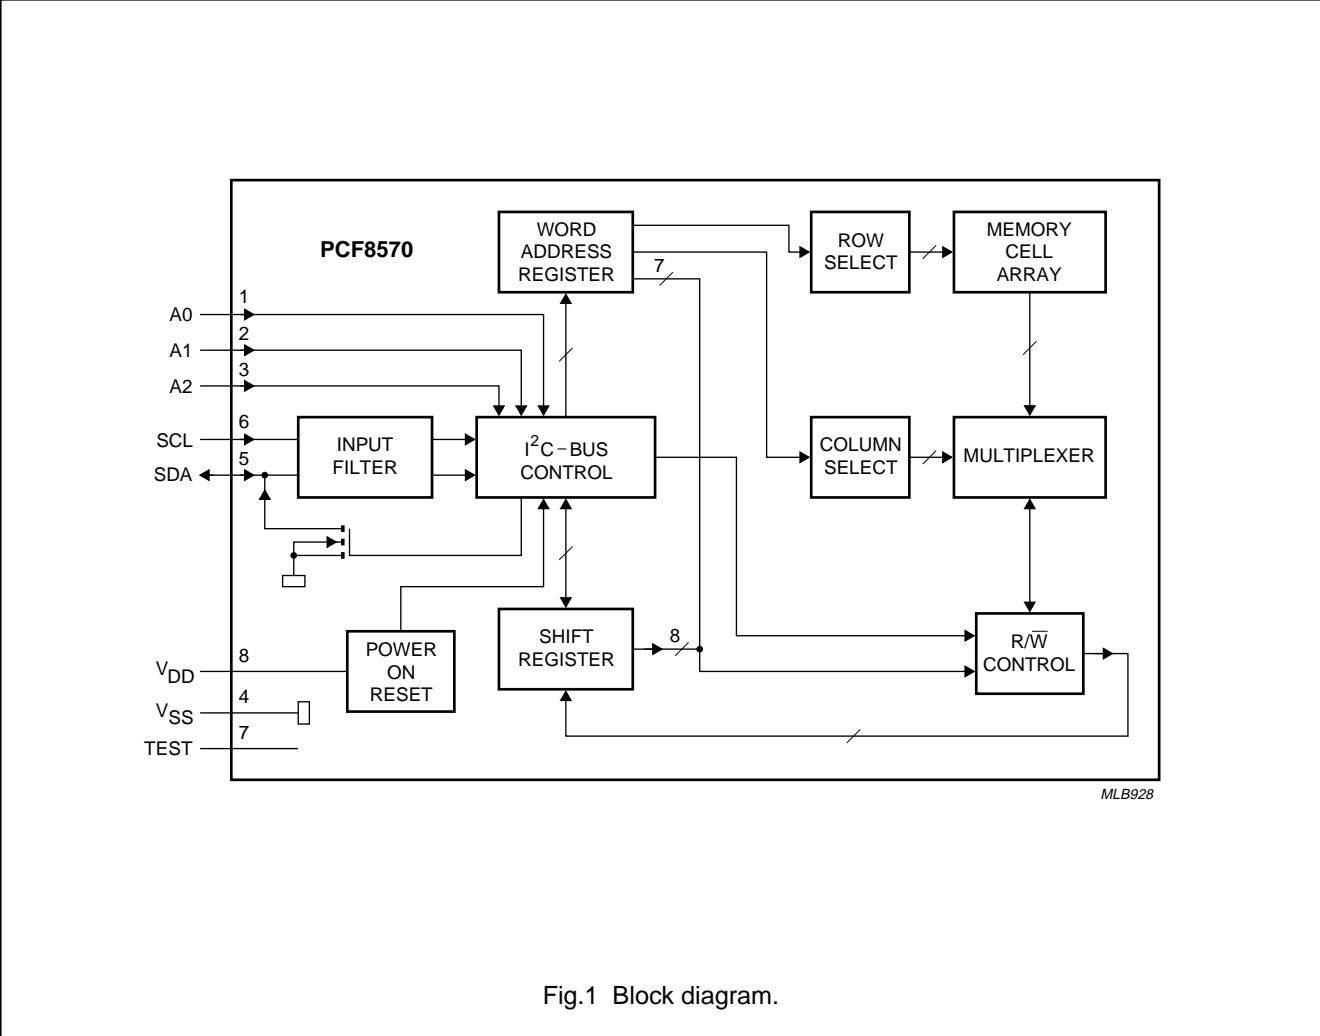 PCF8570
WORD
ADDRESS
REGISTER
ROW
SELECT
MEMORY
CELL
ARRAY
7
A0
1
A1
2
A2
3
SCL
6
SDA
5
INPUT
FILTER
I²C–BUS
CONTROL
COLUMN
SELECT
MULTIPLEXER
POWER
ON
RESET
SHIFT
REGISTER
8
R/W̅
CONTROL
VDD
8
VSS
4
TEST
7
MLB928
Fig.1 Block diagram.